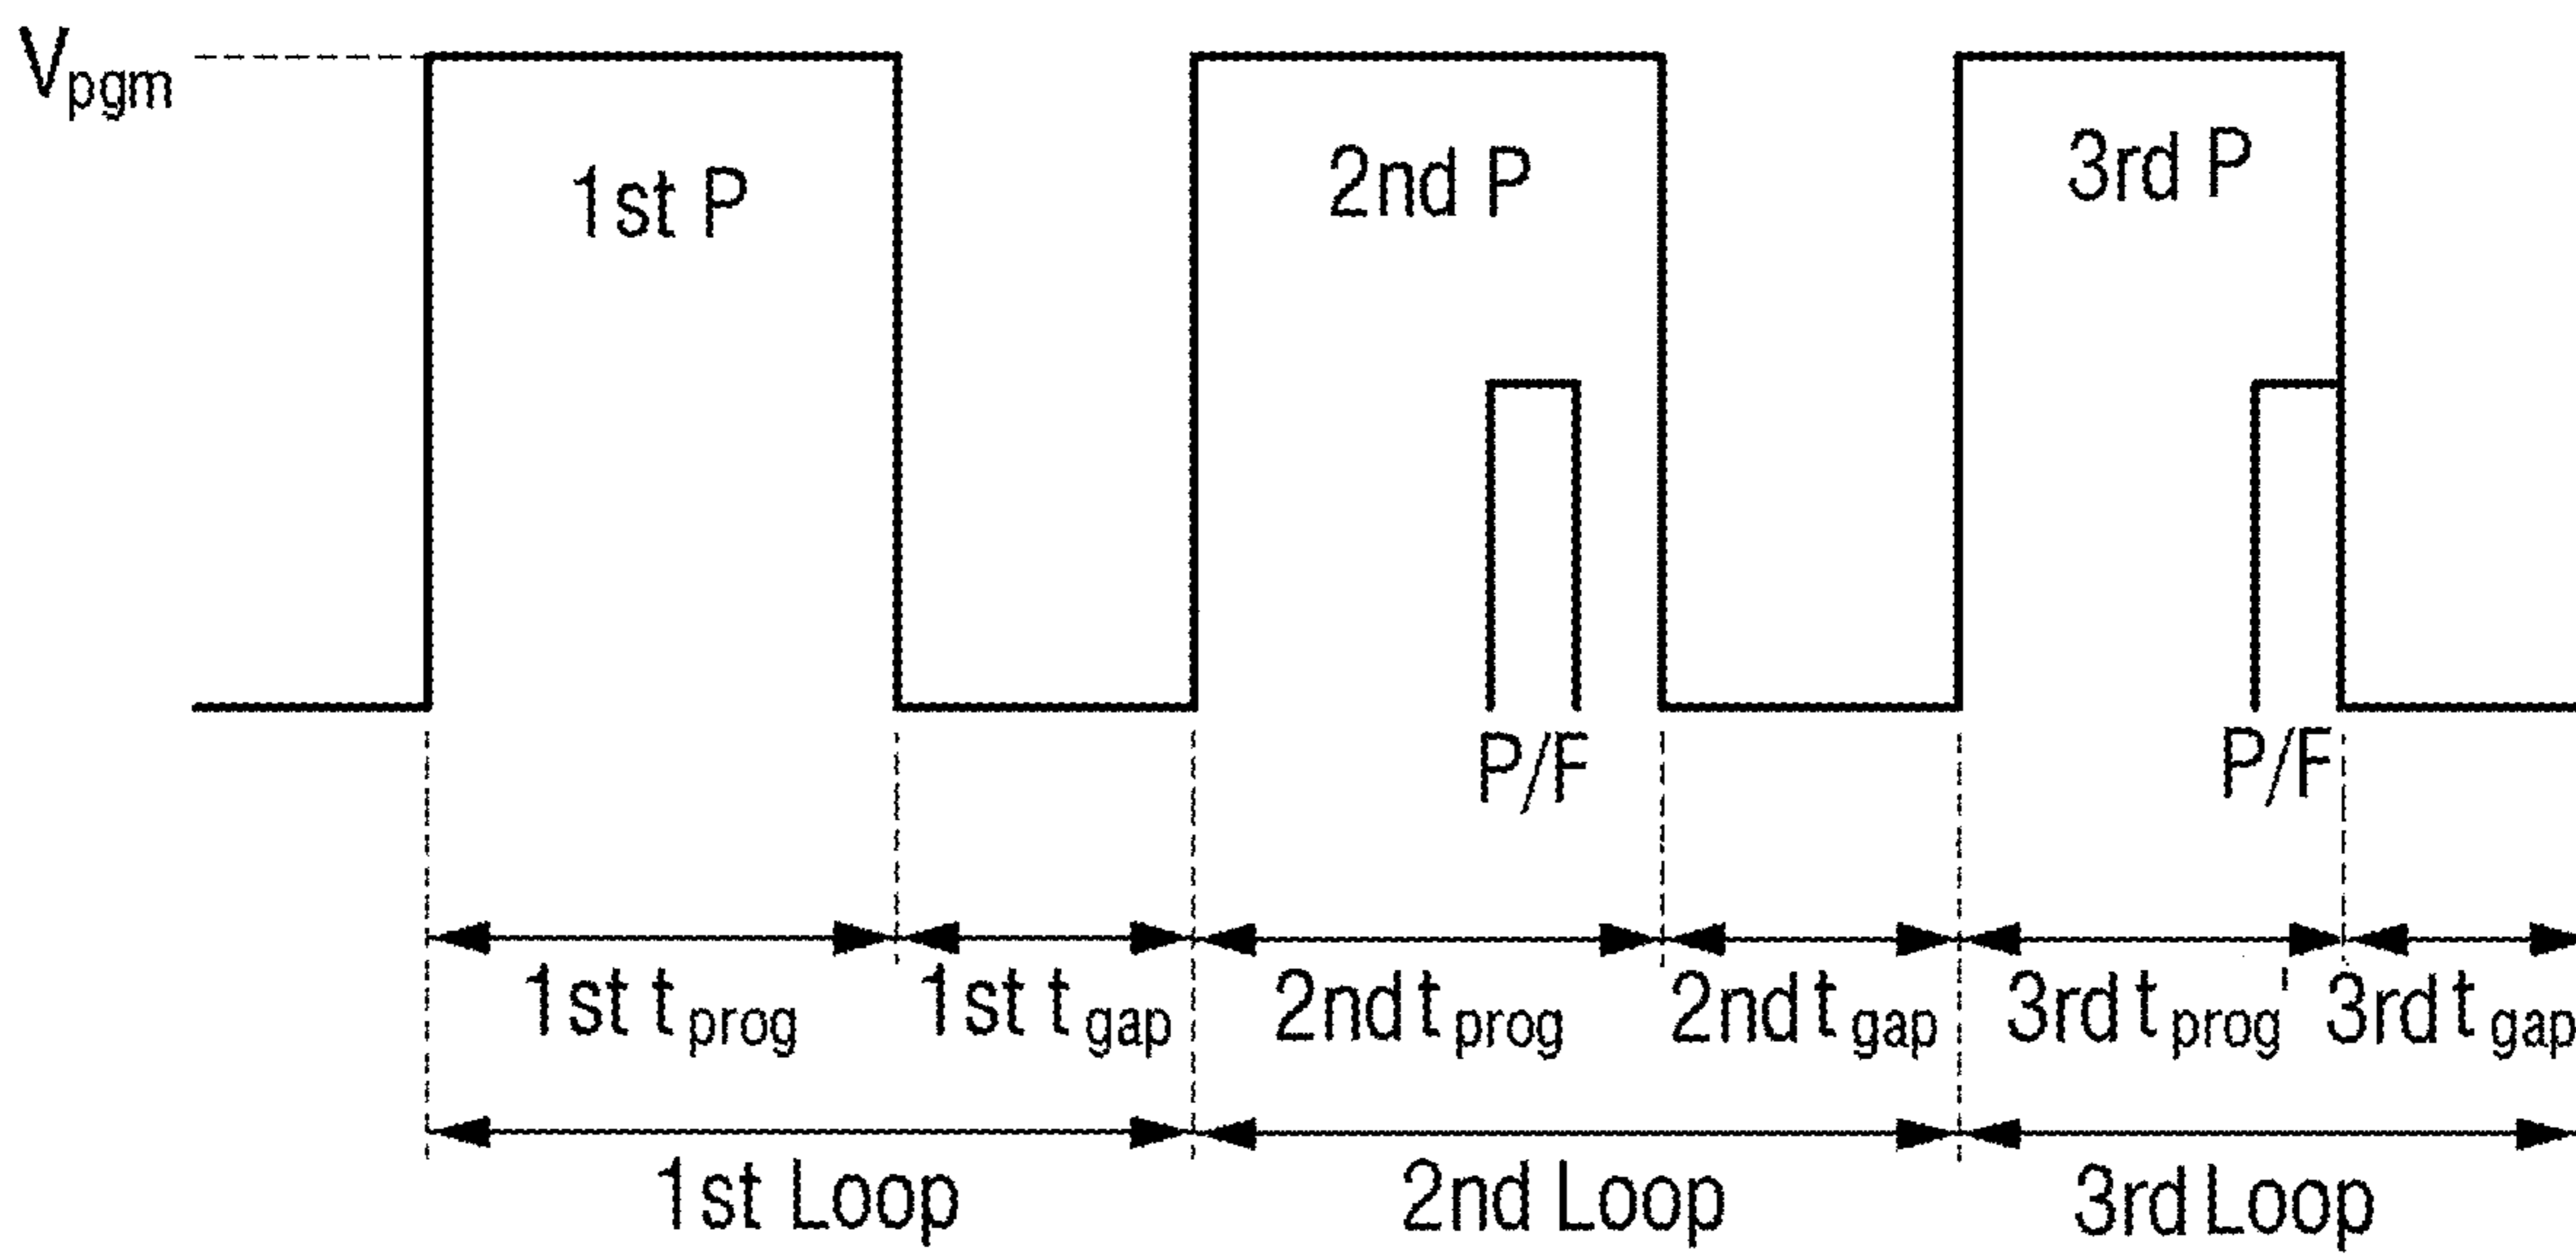 Vpgm
1st P
2nd P
3rd P
P/F
P/F
1st tprog
1st tgap
2nd tprog
2nd tgap
3rd tprog'
3rd tgap
1st Loop
2nd Loop
3rd Loop